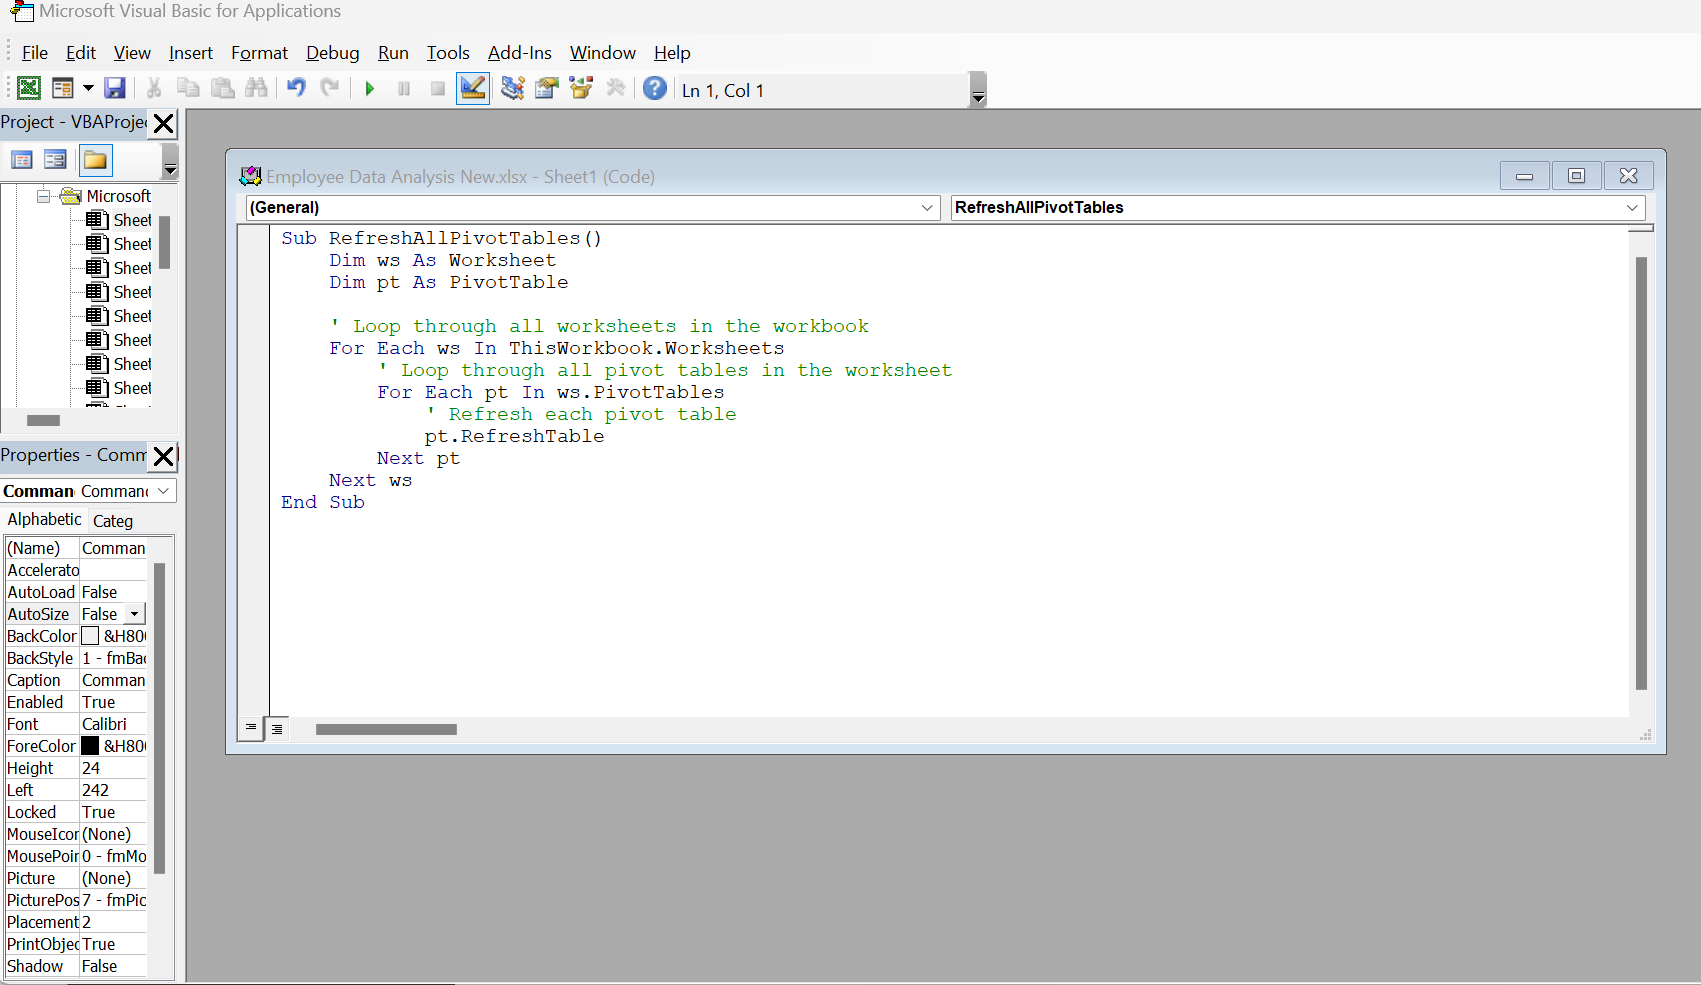 Microsoft Visual Basic for Applications
File Edit View Insert Format Debug Run Tools Add-Ins Window Help
Ln 1, Col 1
Project - VBAProje
Microsoft
Sheet
Sheet
Sheet
Sheet
Sheet
Sheet
Sheet
Sheet
Properties - Comm
Comman Command
Alphabetic Categ
(Name) Comman
Accelerato
AutoLoad False
AutoSize False
BackColor &H80
BackStyle 1 - fmBa
Caption Comman
Enabled True
Font Calibri
ForeColor &H80
Height 24
Left 242
Locked True
MouseIcon (None)
MousePoin 0 - fmMo
Picture (None)
PicturePos 7 - fmPic
Placement 2
PrintObjec True
Shadow False
Employee Data Analysis New.xlsx - Sheet1 (Code)
(General) RefreshAllPivotTables
Sub RefreshAllPivotTables()
    Dim ws As Worksheet
    Dim pt As PivotTable
    ' Loop through all worksheets in the workbook
    For Each ws In ThisWorkbook.Worksheets
        ' Loop through all pivot tables in the worksheet
        For Each pt In ws.PivotTables
            ' Refresh each pivot table
            pt.RefreshTable
        Next pt
    Next ws
End Sub